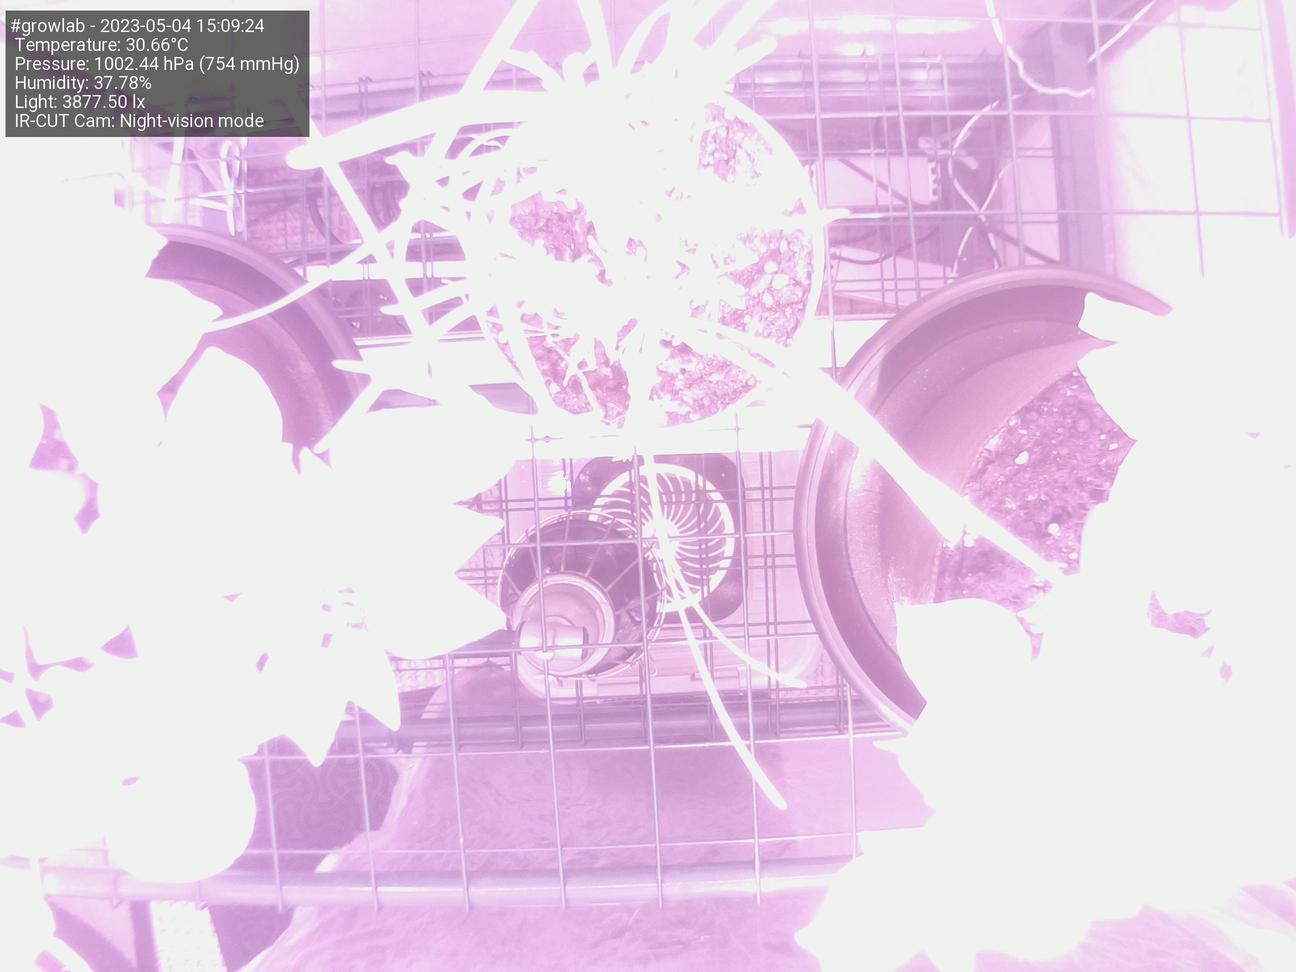 #growlab - 2023-05-04 15:09:24
Temperature: 30.66°C
Pressure: 1002.44 hPa (754 mmHg)
Humidity: 37.78%
Light: 3877.50 lx
IR-CUT Cam: Night-vision mode